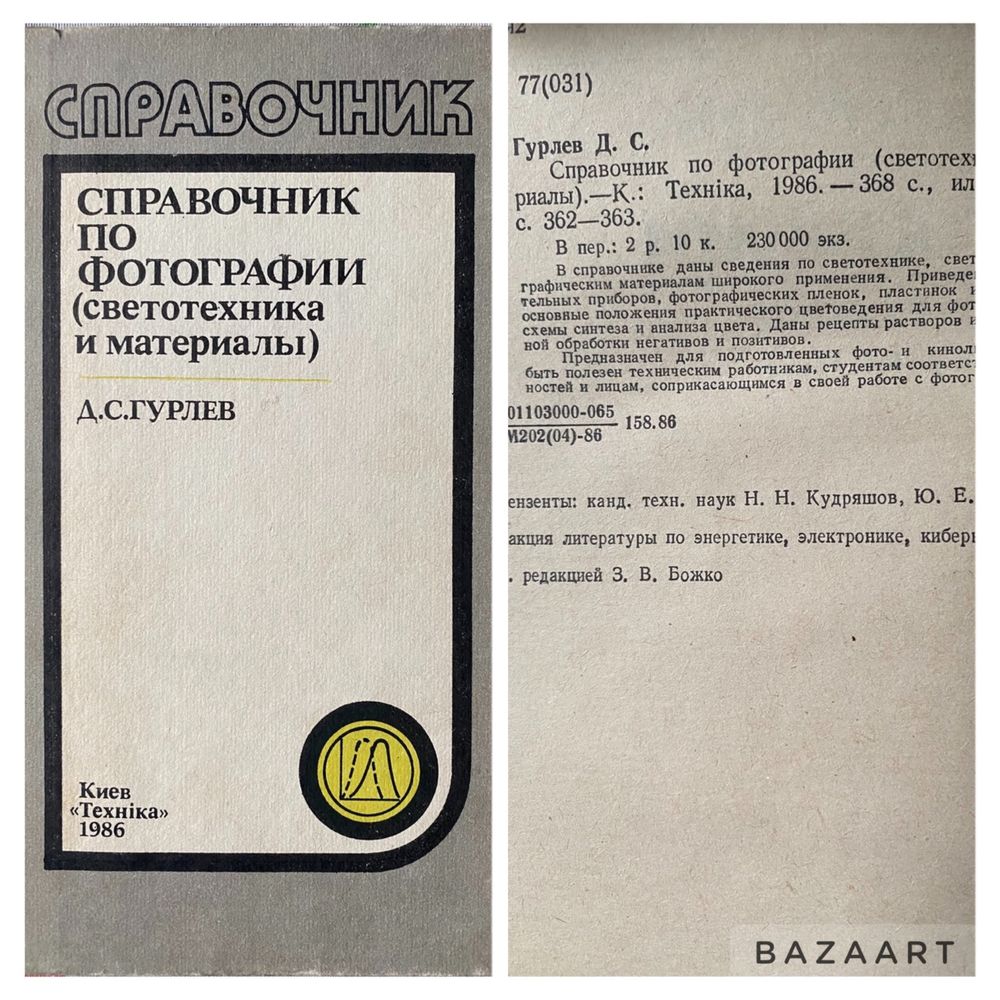 СПРАВОЧНИК
СПРАВОЧНИК
ПО
ФОТОГРАФИИ
(светотехника
и материалы)
Д.С.ГУРЛЕВ
Киев
«Техніка»
1986
77(031)
Гурлев Д. С.
Справочник по фотографии (светотех
риалы).—К.: Техніка, 1986. — 368 с., ил
с. 362—363.
В пер.: 2 р. 10 к. 230 000 экз.
В справочнике даны сведения по светотехнике, свет
графическим материалам широкого применения. Приведе
тельных приборов, фотографических пленок, пластинок и
основные положения практического цветоведения для фот
схемы синтеза и анализа цвета. Даны рецепты растворов и
ной обработки негативов и позитивов.
Предназначен для подготовленных фото- и кинол
быть полезен техническим работникам, студентам соответс
ностей и лицам, соприкасающимся в своей работе с фотог
01103000-065
М202(04)-86 158.86
ензенты: канд. техн. наук Н. Н. Кудряшов, Ю. Е.
акция литературы по энергетике, электронике, киберн
. редакцией З. В. Божко
BAZAART